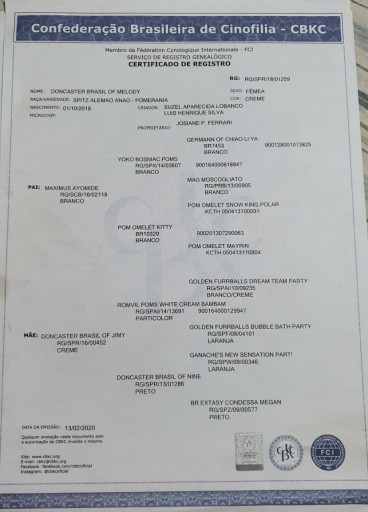 Confederação Brasileira de Cinofilia - CBKC
Membro da Fédération Cynologique Internationale - FCI
SERVIÇO DE REGISTRO GENEALÓGICO
CERTIFICADO DE REGISTRO
RG: RG/SPR/18/01259
NOME: DONCASTER BRASIL OF MELODY SEXO: FÊMEA
RAÇA/VARIEDADE: SPITZ ALEMAO ANAO - POMERANIA COR: CREME
NASCIMENTO: 01/10/2018 CRIADOR: SUZEL APARECIDA LOBANCO
LUIS HENRIQUE SILVA
MICROCHIP:
PROPRIETÁRIO: JOSIANE P. FERRARI
GERMANN OF CHIAO LI YA
BR7453 900128001073825
BRANCO
YOKO BOSNIAC POMS
RG/SPX/14/03607 900164000618947
BRANCO
MAG MOSCOGLIATO
RG/PRB/13/00905
BRANCO
PAI: MAXIMUS AYOMIDE
RG/SCB/16/02118
BRANCO
POM OMELET SNOW KING POLAR
KCTH 050413100091
POM OMELET KITTY
BR10329 900201307290063
BRANCO
POM OMELET MAYRIN
KCTH 050413110804
GOLDEN FURRBALLS DREAM TEAM PARTY
RG/SPAI/10/09235
BRANCO/CREME
ROMVIL POMS WHITE CREAM BAMBAM
RG/SPAI/14/13691 900164000129947
PARTICOLOR
GOLDEN FURRBALLS BUBBLE BATH PARTY
RG/SPF/08/04101
LARANJA
MÃE: DONCASTER BRASIL OF JIMY
RG/SPR/16/00452
CREME
GANACHE'S NEW SENSATION PART!
RG/SPW/09/00346
LARANJA
DONCASTER BRASIL OF NINE
RG/SPR/13/01286
PRETO
BR EXTASY CONDESSA MEGAN
RG/SPZ/09/00577
PRETO
DATA DA EMISSÃO: 13/02/2020
Qualquer anotação neste documento sem
a autorização da CBKC invalida o mesmo.
Site: www.cbkc.org
E-mail: cbkc@cbkc.org
Facebook: facebook.com/cbkcoficial
Instagram: @cbkcoficial
FCI